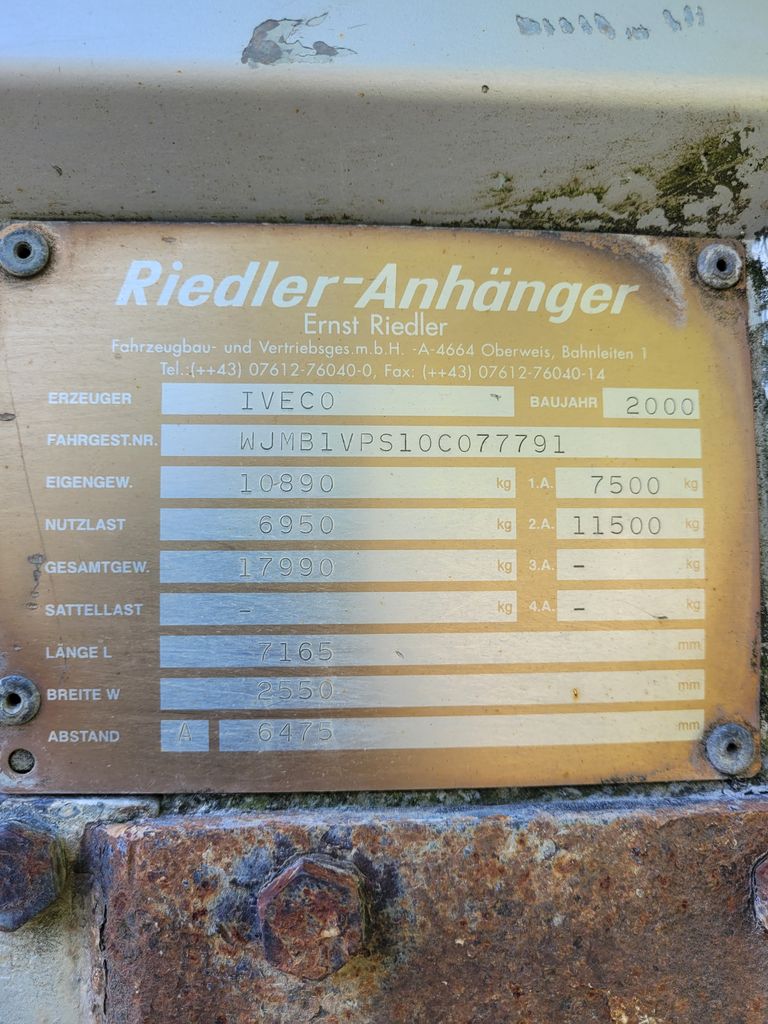 Riedler-Anhänger
Ernst Riedler
Fahrzeugbau- und Vertriebsges.m.b.H. -A-4664 Oberweis, Bahnleiten 1
Tel.:(++43) 07612-76040-0, Fax: (++43) 07612-76040-14
ERZEUGER IVECO BAUJAHR 2000
FAHRGEST.NR. WJMB1VPS10C077791
EIGENGEW. 10890 kg 1.A. 7500 kg
NUTZLAST 6950 kg 2.A. 11500 kg
GESAMTGEW. 17990 kg 3.A. - kg
SATTELLAST - kg 4.A. - kg
LÄNGE L 7165 mm
BREITE W 2550 mm
ABSTAND A 6475 mm